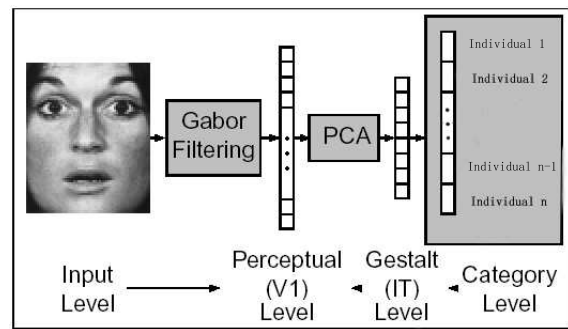 Gabor
Filtering
PCA
Individual 1
Individual 2
Individual n-1
Individual n
Input
Level
Perceptual
(V1)
Level
Gestalt
(IT)
Level
Category
Level